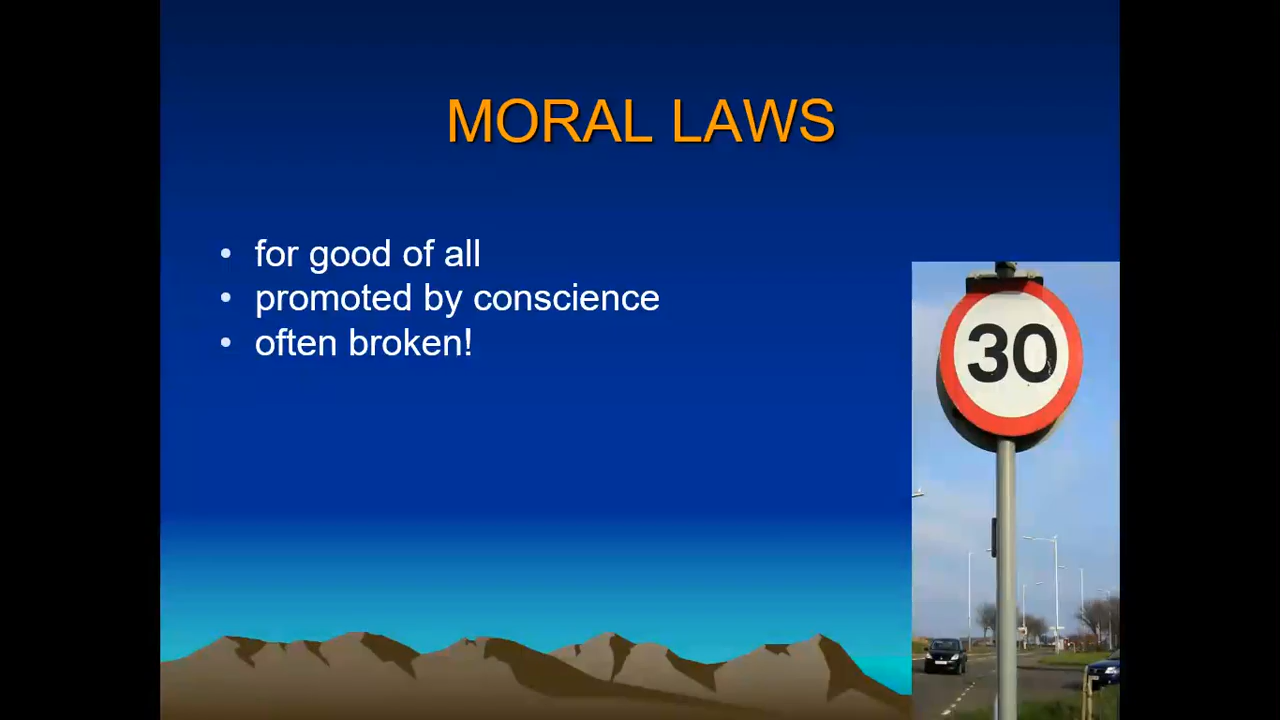 MORAL LAWS
• for good of all
• promoted by conscience
• often broken!
30